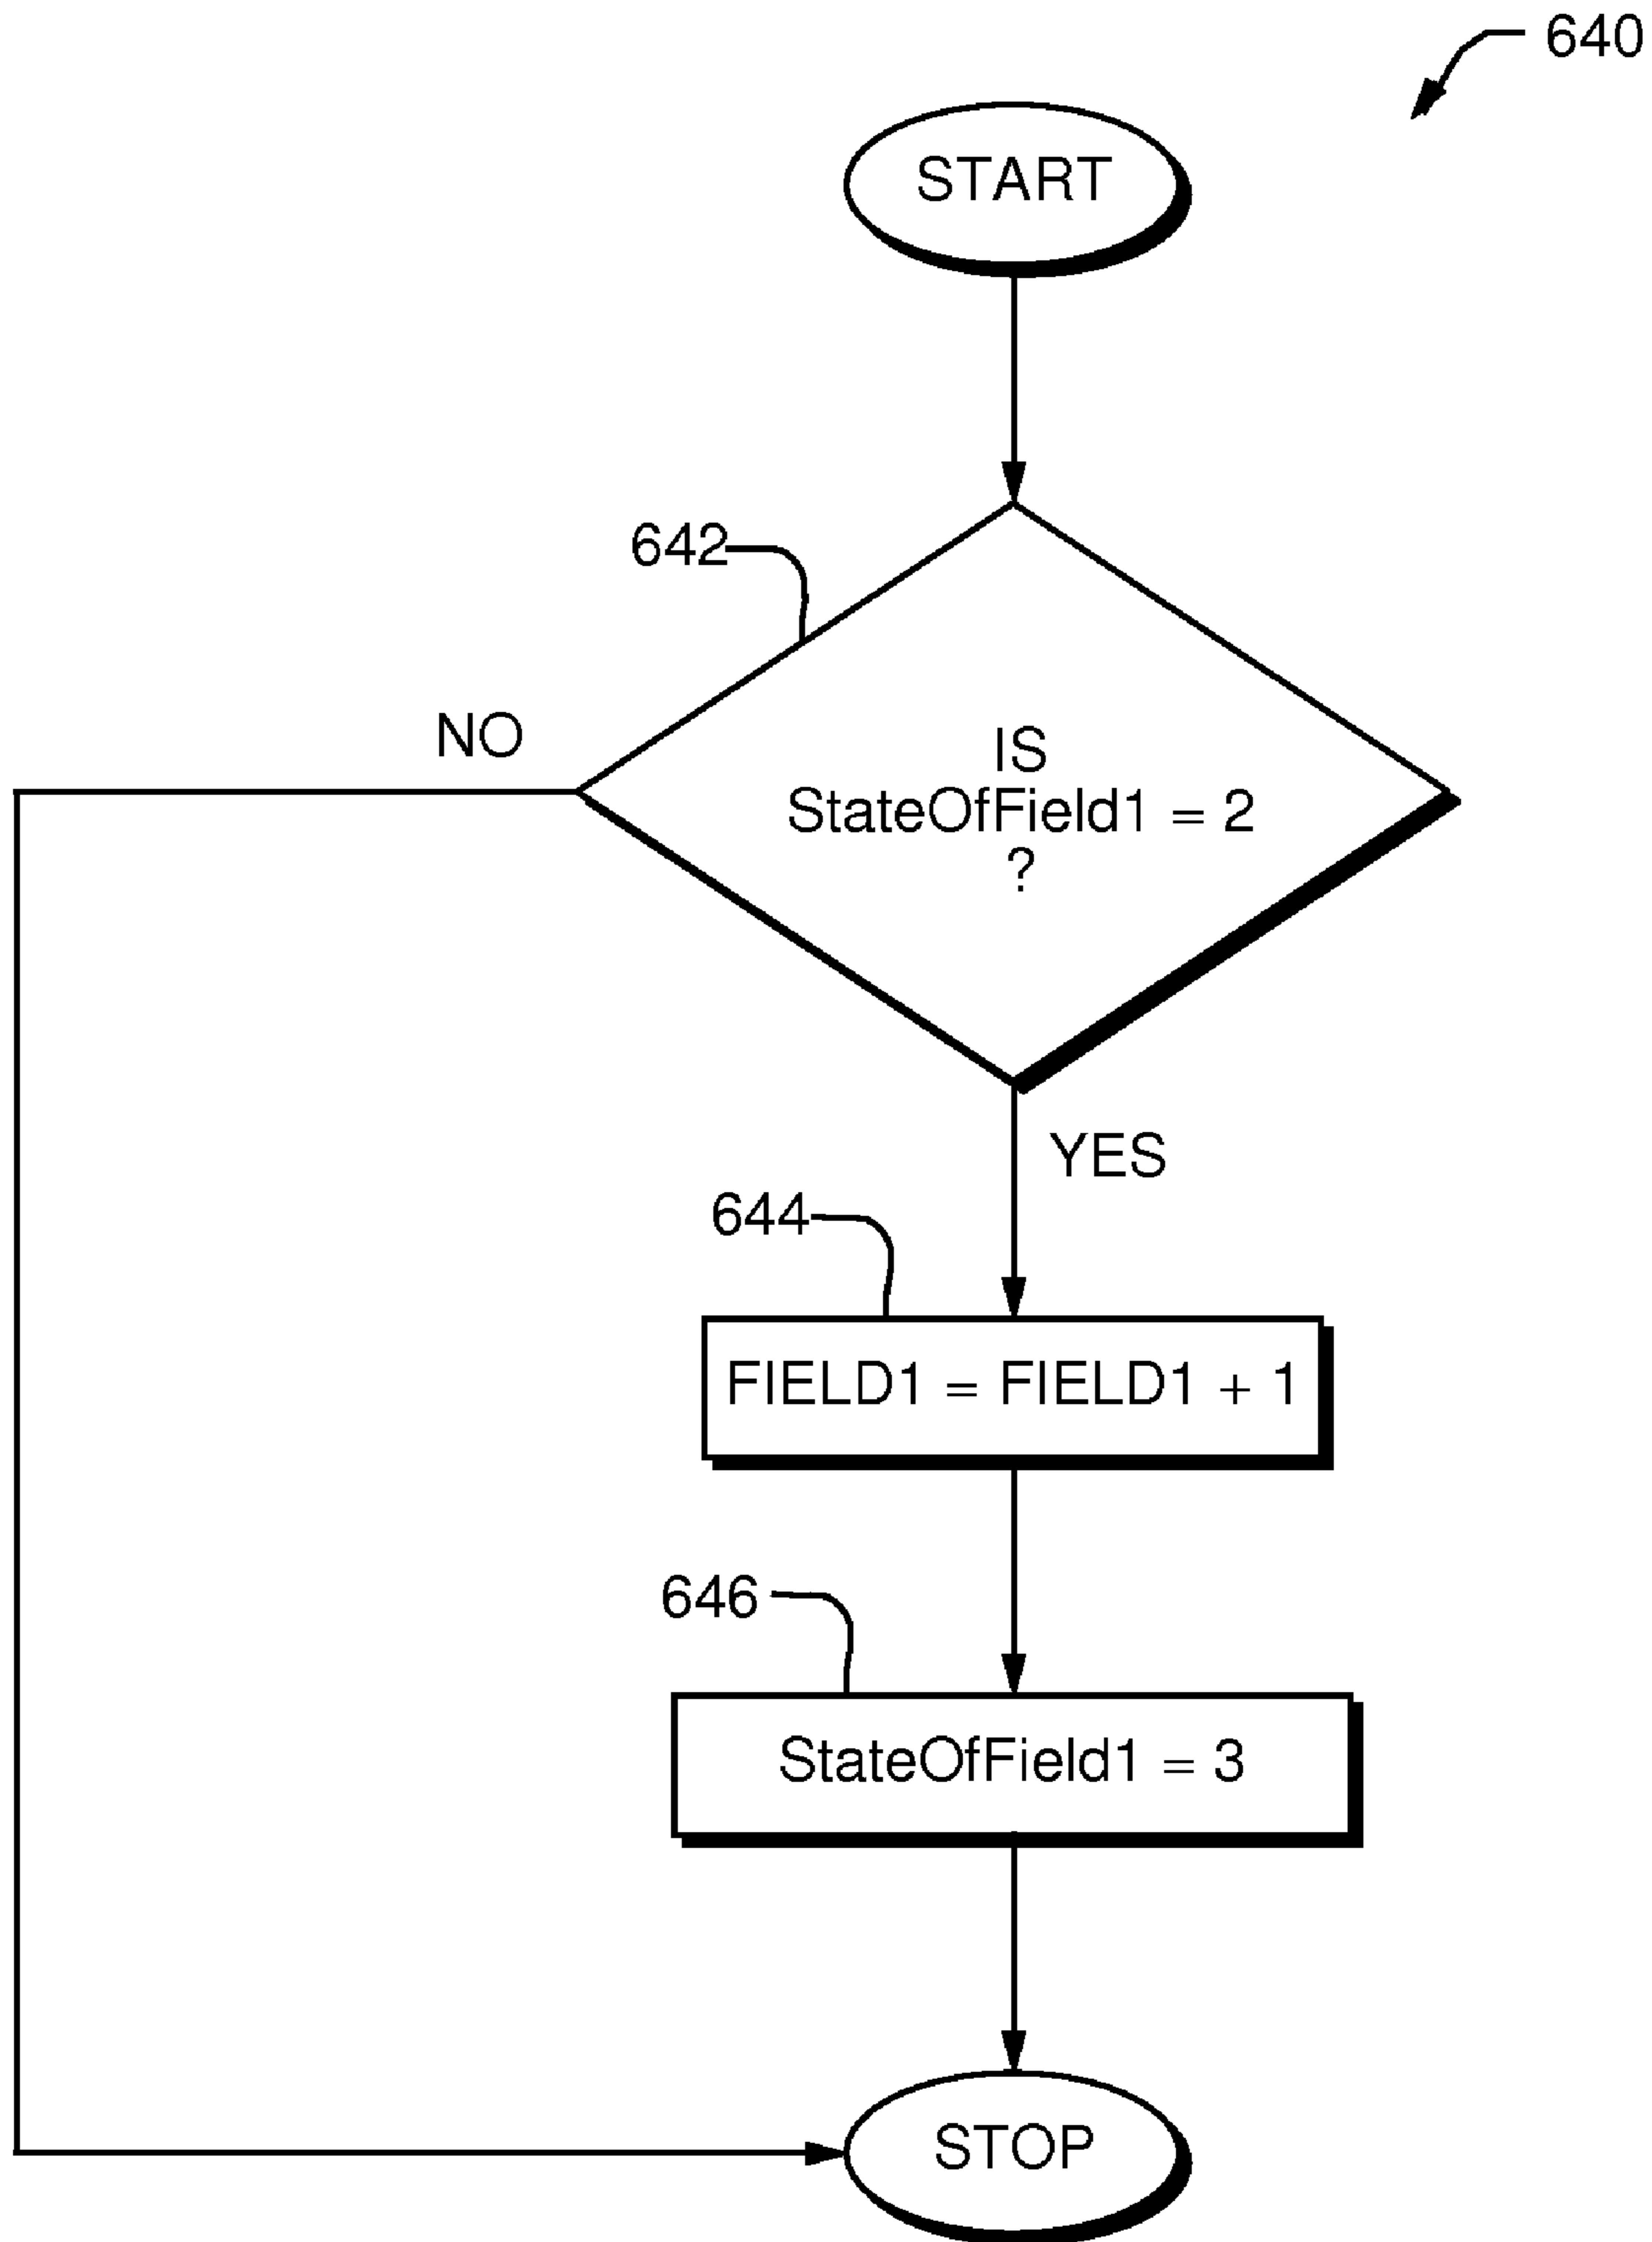 640
START
642
NO
IS
StateOfField1 = 2
?
YES
644
FIELD1 = FIELD1 + 1
646
StateOfField1 = 3
STOP